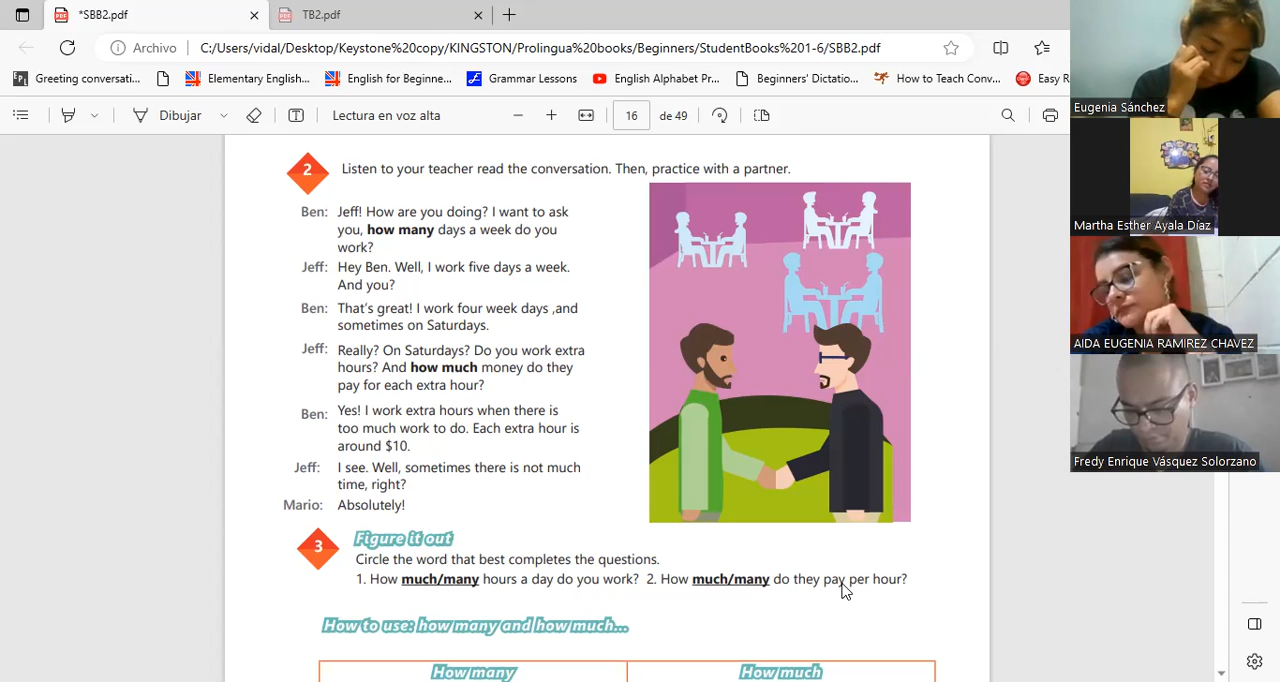 *SBB2.pdf
TB2.pdf
Archivo
C:/Users/vidal/Desktop/Keystone%20copy/KINGSTON/Prolingua%20books/Beginners/StudentBooks%201-6/SBB2.pdf
Greeting conversati...
Elementary English...
English for Beginne...
Grammar Lessons
English Alphabet Pr...
Beginners' Dictatio...
How to Teach Conv...
Easy R
Dibujar
Lectura en voz alta
16
de 49
2
Listen to your teacher read the conversation. Then, practice with a partner.
Ben: Jeff! How are you doing? I want to ask
you, how many days a week do you
work?
Jeff: Hey Ben. Well, I work five days a week.
And you?
Ben: That's great! I work four week days ,and
sometimes on Saturdays.
Jeff: Really? On Saturdays? Do you work extra
hours? And how much money do they
pay for each extra hour?
Ben: Yes! I work extra hours when there is
too much work to do. Each extra hour is
around $10.
Jeff: I see. Well, sometimes there is not much
time, right?
Mario: Absolutely!
3
Figure it out
Circle the word that best completes the questions.
1. How much/many hours a day do you work? 2. How much/many do they pay per hour?
How to use: how many and how much...
How many
How much
Eugenia Sánchez
Martha Esther Ayala Díaz
AIDA EUGENIA RAMIREZ CHAVEZ
Fredy Enrique Vásquez Solorzano